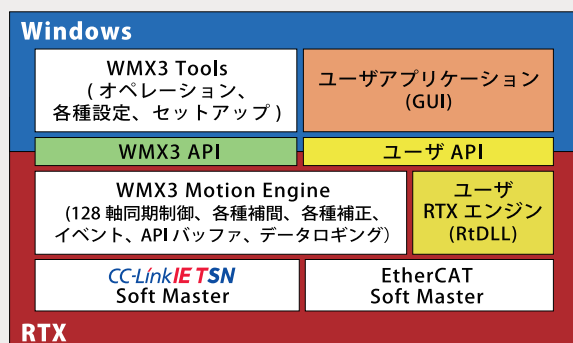 Windows
WMX3 Tools
(オペレーション、
各種設定、セットアップ)
ユーザアプリケーション
(GUI)
WMX3 API
ユーザ API
WMX3 Motion Engine
(128 軸同期制御、各種補間、各種補正、
イベント、API バッファ、データロギング)
ユーザ
RTX エンジン
(RtDLL)
CC-Link IE TSN
Soft Master
EtherCAT
Soft Master
RTX